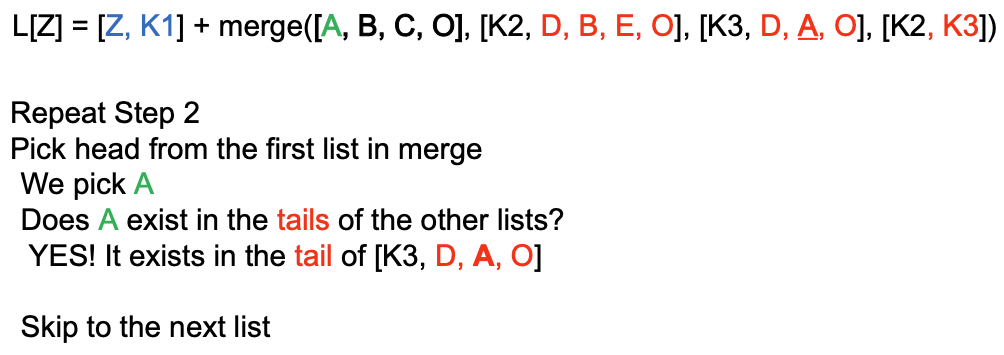 L[Z] = [Z, K1] + merge([A, B, C, O], [K2, D, B, E, O], [K3, D, A, O], [K2, K3])
Repeat Step 2
Pick head from the first list in merge
We pick A
Does A exist in the tails of the other lists?
YES! It exists in the tail of [K3, D, A, O]
Skip to the next list